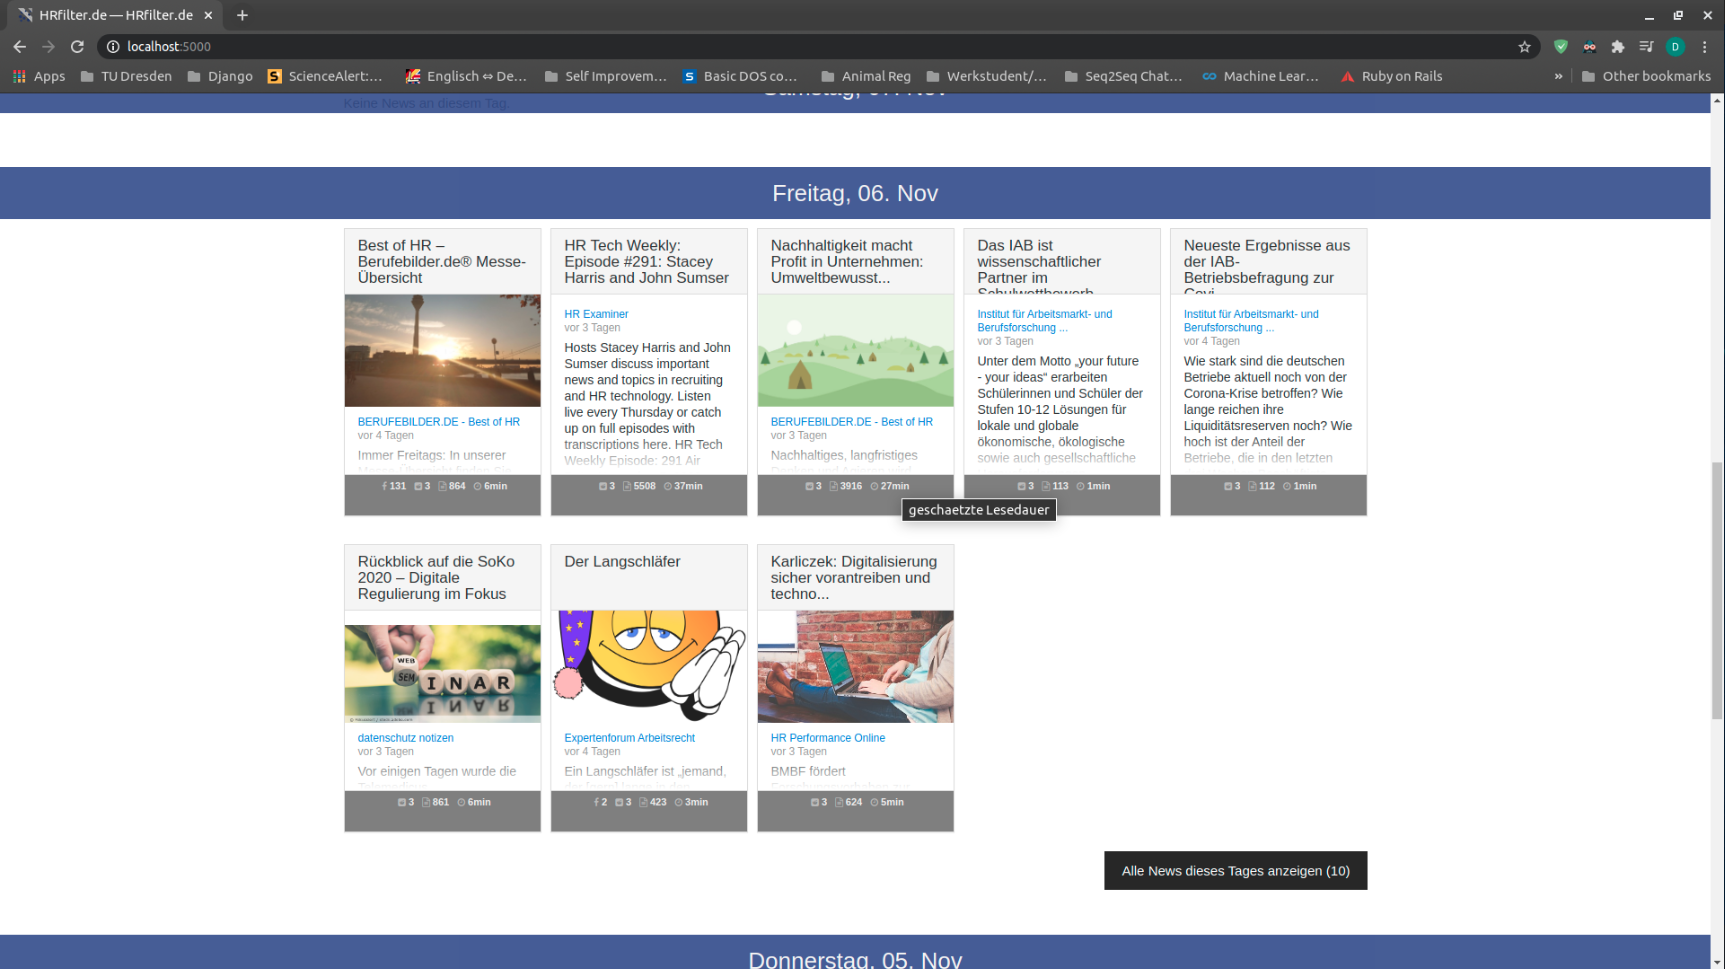 HRfilter.de — HRfilter.de
localhost:5000
Apps
TU Dresden
Django
ScienceAlert:...
Englisch ⇔ De...
Self Improvem...
Basic DOS co...
Animal Reg
Werkstudent/...
Seq2Seq Chat...
Machine Lear...
Ruby on Rails
»
Other bookmarks
D
Keine News an diesem Tag.
Samstag, 07. Nov
Freitag, 06. Nov
Best of HR –
Berufebilder.de® Messe-
Übersicht
BERUFEBILDER.DE - Best of HR
vor 4 Tagen
Immer Freitags: In unserer
Messe-Übersicht finden Sie
131 3 864 6min
HR Tech Weekly:
Episode #291: Stacey
Harris and John Sumser
HR Examiner
vor 3 Tagen
Hosts Stacey Harris and John
Sumser discuss important
news and topics in recruiting
and HR technology. Listen
live every Thursday or catch
up on full episodes with
transcriptions here. HR Tech
Weekly Episode: 291 Air
3 5508 37min
Nachhaltigkeit macht
Profit in Unternehmen:
Umweltbewusst...
BERUFEBILDER.DE - Best of HR
vor 3 Tagen
Nachhaltiges, langfristiges
3 3916 27min
geschaetzte Lesedauer
Das IAB ist
wissenschaftlicher
Partner im
Schulwettbewerb
Institut für Arbeitsmarkt- und
Berufsforschung ...
vor 3 Tagen
Unter dem Motto „your future
- your ideas“ erarbeiten
Schülerinnen und Schüler der
Stufen 10-12 Lösungen für
lokale und globale
ökonomische, ökologische
sowie auch gesellschaftliche
3 113 1min
Neueste Ergebnisse aus
der IAB-
Betriebsbefragung zur
Covi
Institut für Arbeitsmarkt- und
Berufsforschung ...
vor 4 Tagen
Wie stark sind die deutschen
Betriebe aktuell noch von der
Corona-Krise betroffen? Wie
lange reichen ihre
Liquiditätsreserven noch? Wie
hoch ist der Anteil der
Betriebe, die in den letzten
3 112 1min
Rückblick auf die SoKo
2020 – Digitale
Regulierung im Fokus
WEB
SEM INAR
datenschutz notizen
vor 3 Tagen
Vor einigen Tagen wurde die
3 861 6min
Der Langschläfer
Expertenforum Arbeitsrecht
vor 4 Tagen
Ein Langschläfer ist „jemand,
2 3 423 3min
Karliczek: Digitalisierung
sicher vorantreiben und
techno...
HR Performance Online
vor 3 Tagen
BMBF fördert
3 624 5min
Alle News dieses Tages anzeigen (10)
Donnerstag, 05. Nov